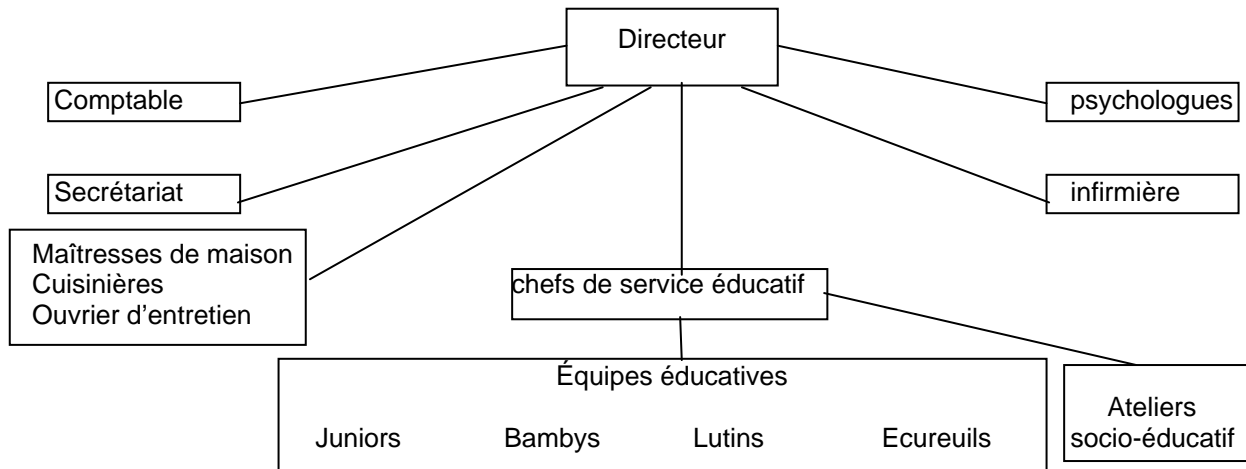 Directeur
Comptable
psychologues
Secrétariat
infirmière
Maîtresses de maison
Cuisinières
Ouvrier d’entretien
chefs de service éducatif
Équipes éducatives
Juniors Bambys Lutins Ecureuils
Ateliers
socio-éducatif